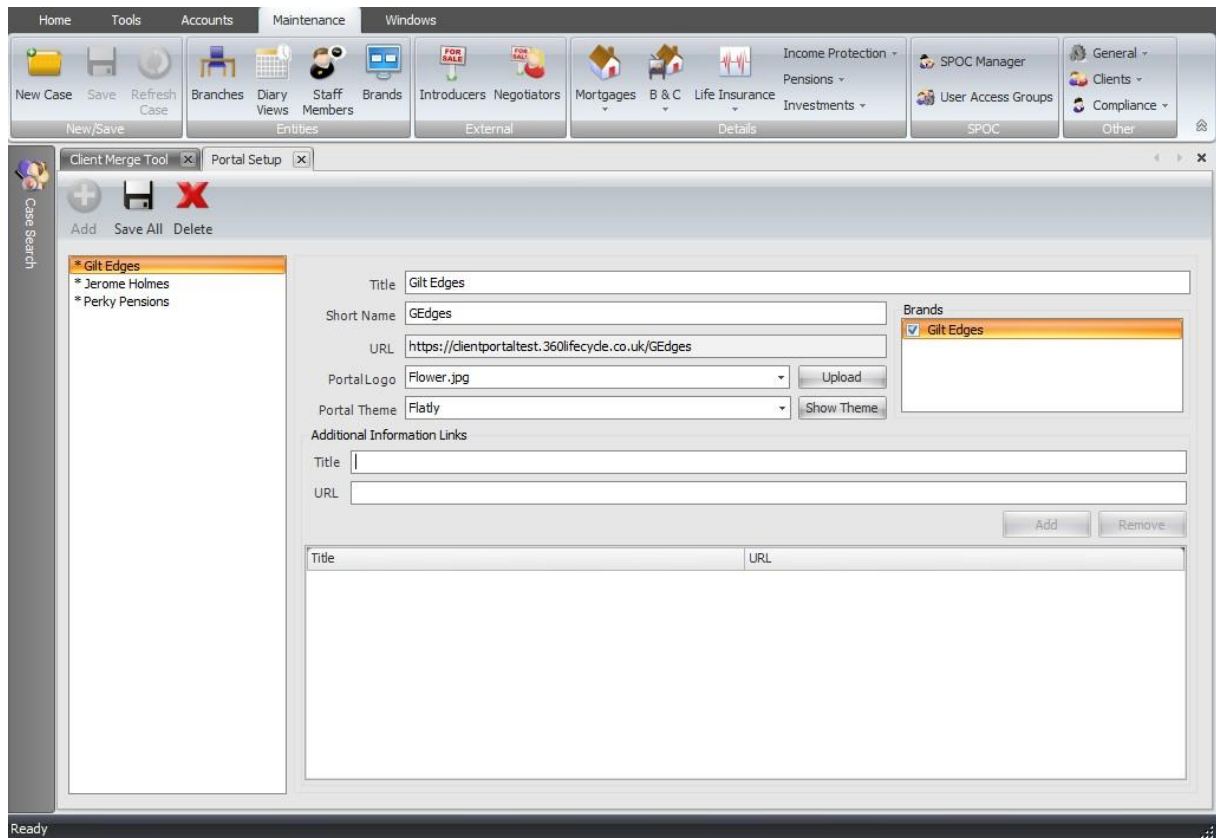 Home Tools Accounts Maintenance Windows
New Case Save Refresh Case Branches Diary Views Staff Members Brands Introducers Negotiators Mortgages B & C Life Insurance Income Protection Pensions Investments SPOC Manager User Access Groups General Clients Compliance
New/Save Entities External Details SPOC Other
Case Search
Client Merge Tool Portal Setup
Add Save All Delete
* Gilt Edges
* Jerome Holmes
* Perky Pensions
Title Gilt Edges
Short Name GEdges
URL https://clientportaltest.360lifecycle.co.uk/GEdges
PortalLogo Flower.jpg Upload
Portal Theme Flatly Show Theme
Brands
Gilt Edges
Additional Information Links
Title
URL
Add Remove
Title URL
Ready